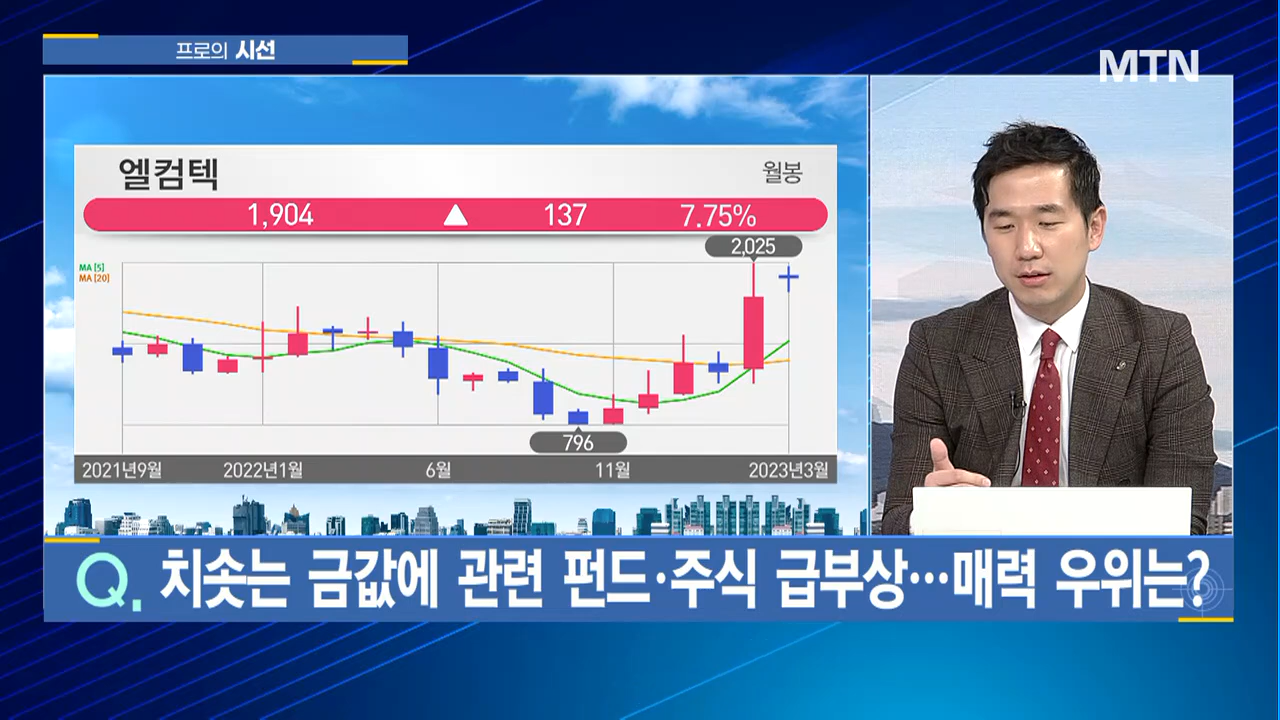 프로의 시선
MTN
엘컴텍
월봉
1,904 ▲ 137 7.75%
2,025
MA [5]
MA [20]
796
2021년9월 2022년1월 6월 11월 2023년3월
Q. 치솟는 금값에 관련 펀드·주식 급부상…매력 우위는?